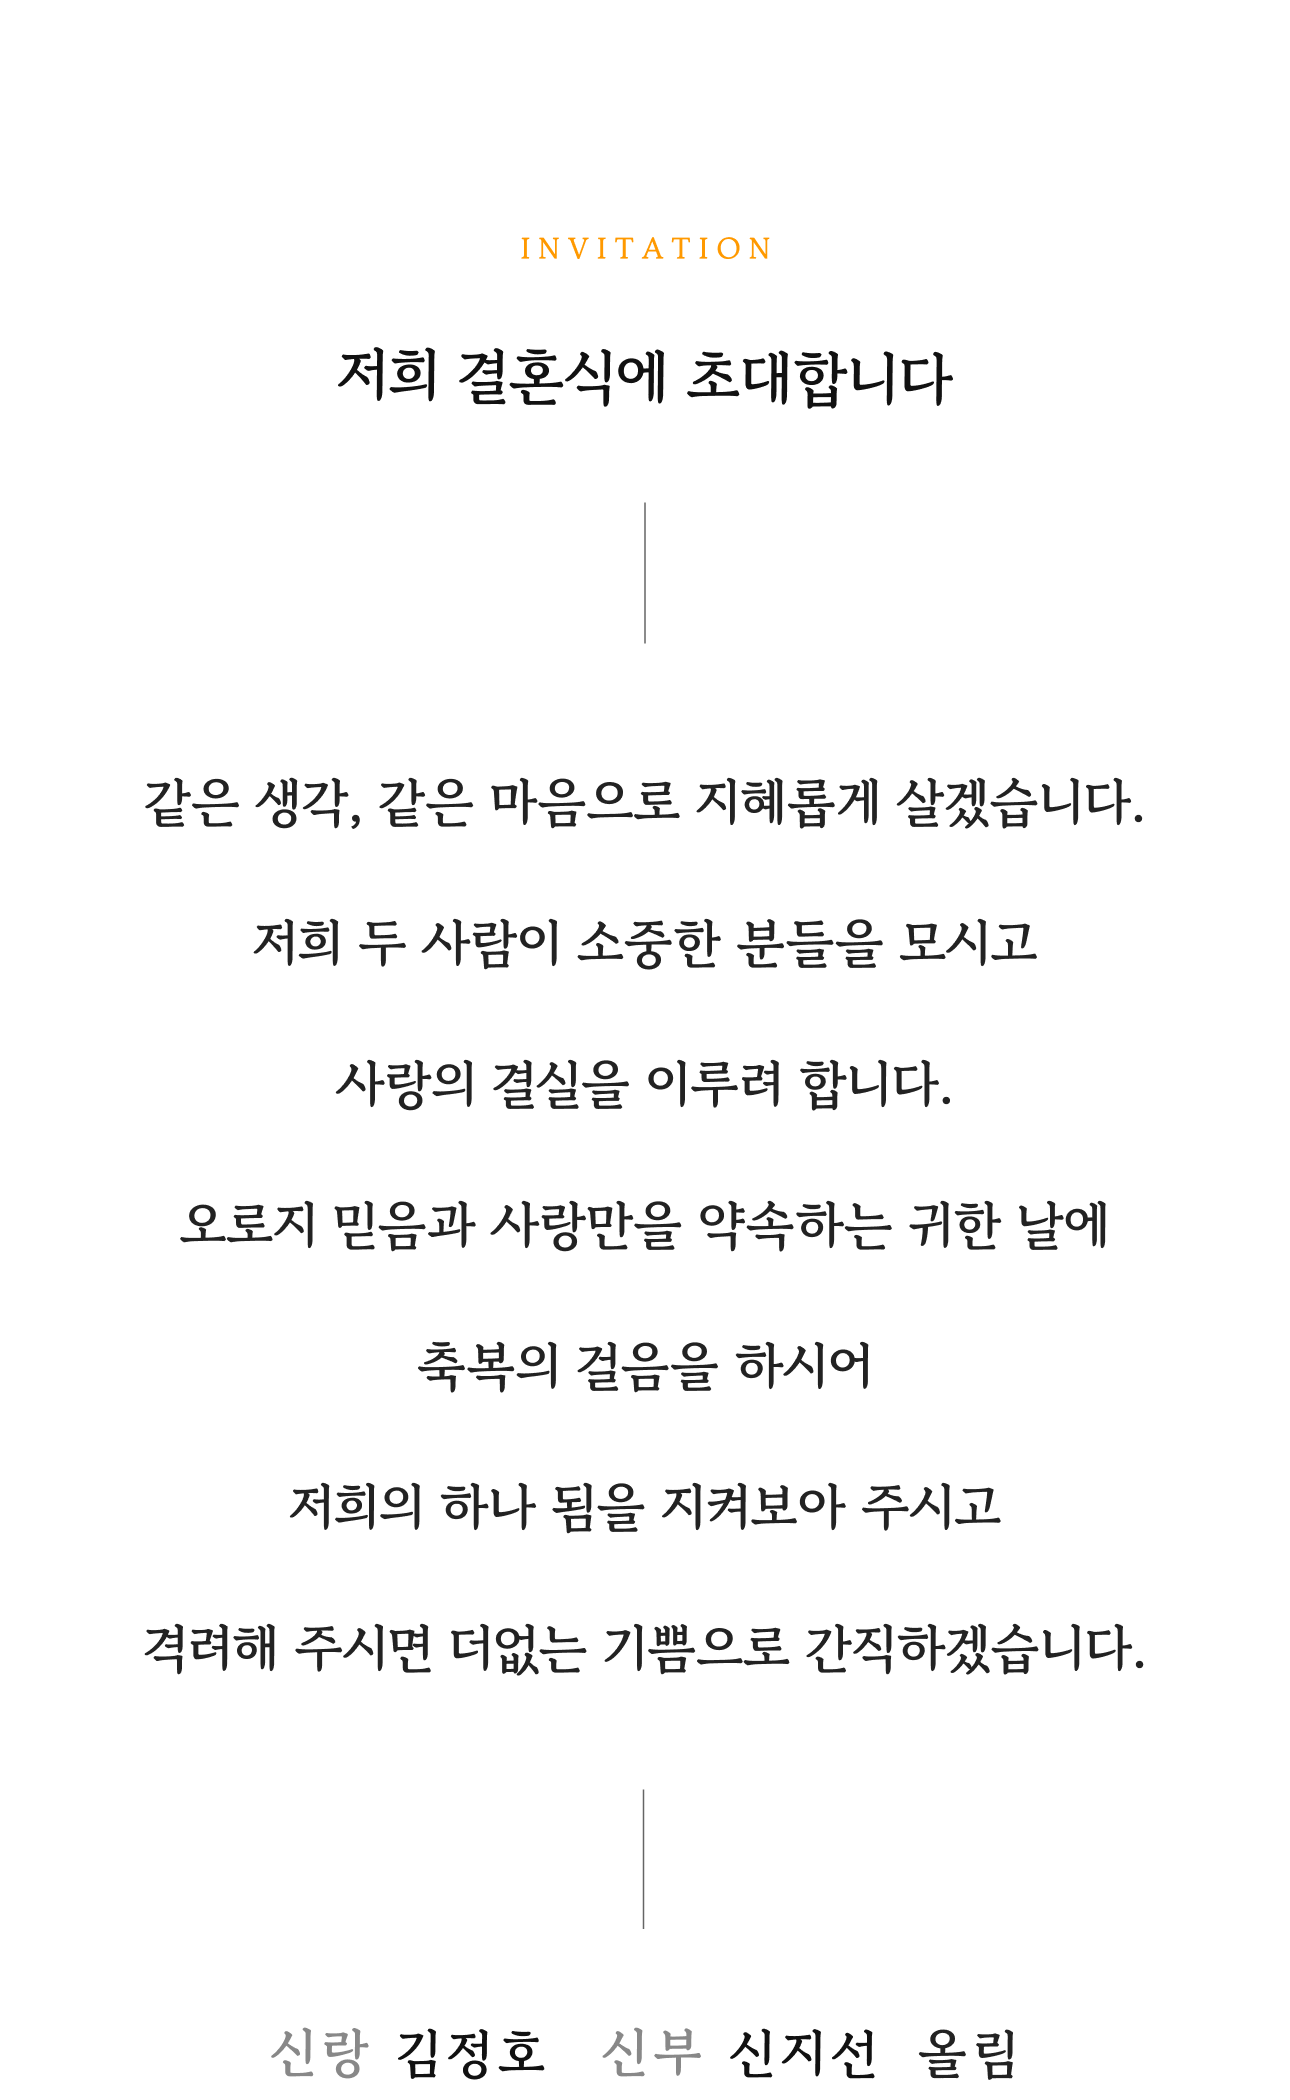 INVITATION
저희 결혼식에 초대합니다
같은 생각, 같은 마음으로 지혜롭게 살겠습니다.
저희 두 사람이 소중한 분들을 모시고
사랑의 결실을 이루려 합니다.
오로지 믿음과 사랑만을 약속하는 귀한 날에
축복의 걸음을 하시어
저희의 하나 됨을 지켜보아 주시고
격려해 주시면 더없는 기쁨으로 간직하겠습니다.
신랑 김정호 신부 신지선 올림